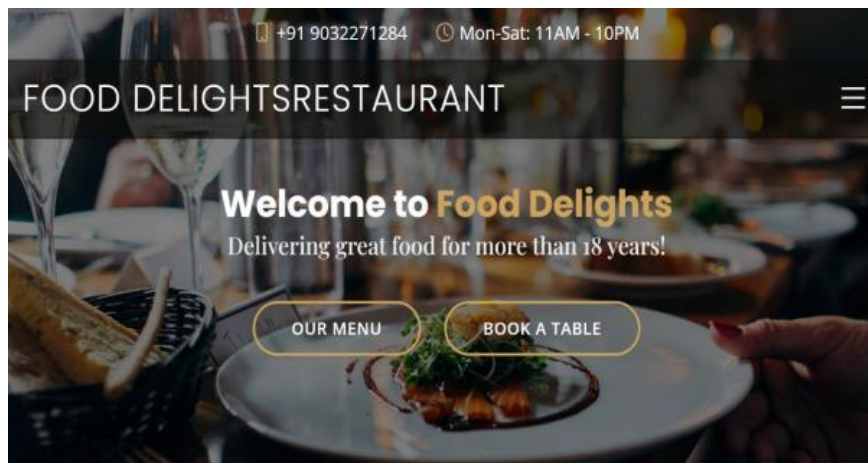 +91 9032271284 Mon-Sat: 11AM - 10PM
FOOD DELIGHTSRESTAURANT
Welcome to Food Delights
Delivering great food for more than 18 years!
OUR MENU BOOK A TABLE